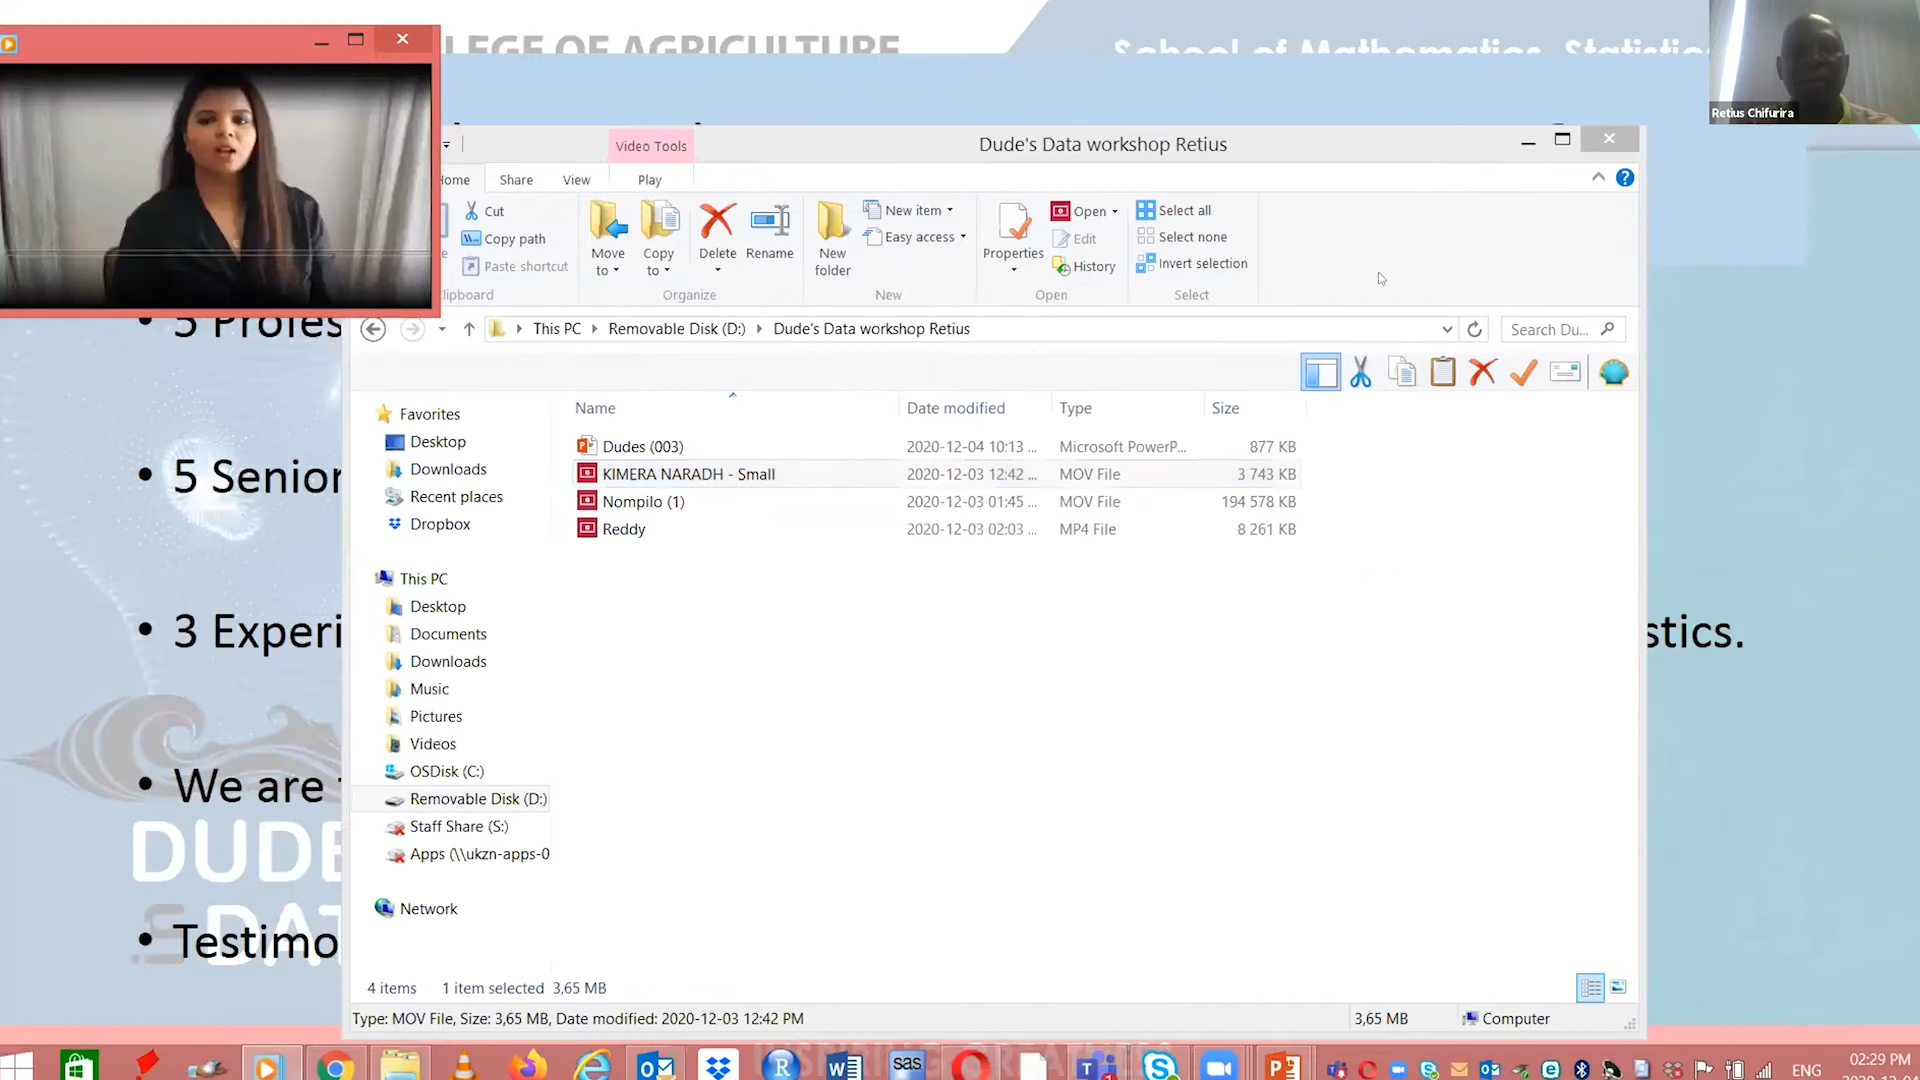 LEGE OF AGRICULTURE
School of Mathematics, Statistic
Retius Chifurira
Video Tools
Dude's Data workshop Retius
ome
Share
View
Play
Cut
Copy path
Paste shortcut
lipboard
Move to
Copy to
Delete
Rename
Organize
New folder
New item
Easy access
New
Properties
Open
Edit
History
Open
Select all
Select none
Invert selection
Select
This PC
Removable Disk (D:)
Dude's Data workshop Retius
Search Du...
Name
Date modified
Type
Size
Dudes (003) 2020-12-04 10:13 ... Microsoft PowerP... 877 KB
KIMERA NARADH - Small 2020-12-03 12:42 ... MOV File 3 743 KB
Nompilo (1) 2020-12-03 01:45 ... MOV File 194 578 KB
Reddy 2020-12-03 02:03 ... MP4 File 8 261 KB
Favorites
Desktop
Downloads
Recent places
Dropbox
This PC
Desktop
Documents
Downloads
Music
Pictures
Videos
OSDisk (C:)
Removable Disk (D:)
Staff Share (S:)
Apps (\\ukzn-apps-0
Network
• 5 Profes
• 5 Senior
• 3 Experi
stics.
• We are
DUDE
DAT
• Testimo
4 items 1 item selected 3,65 MB
Type: MOV File, Size: 3,65 MB, Date modified: 2020-12-03 12:42 PM
3,65 MB
Computer
INSPIRING GREATNESS
sas
ENG
02:29 PM
2020-12-04